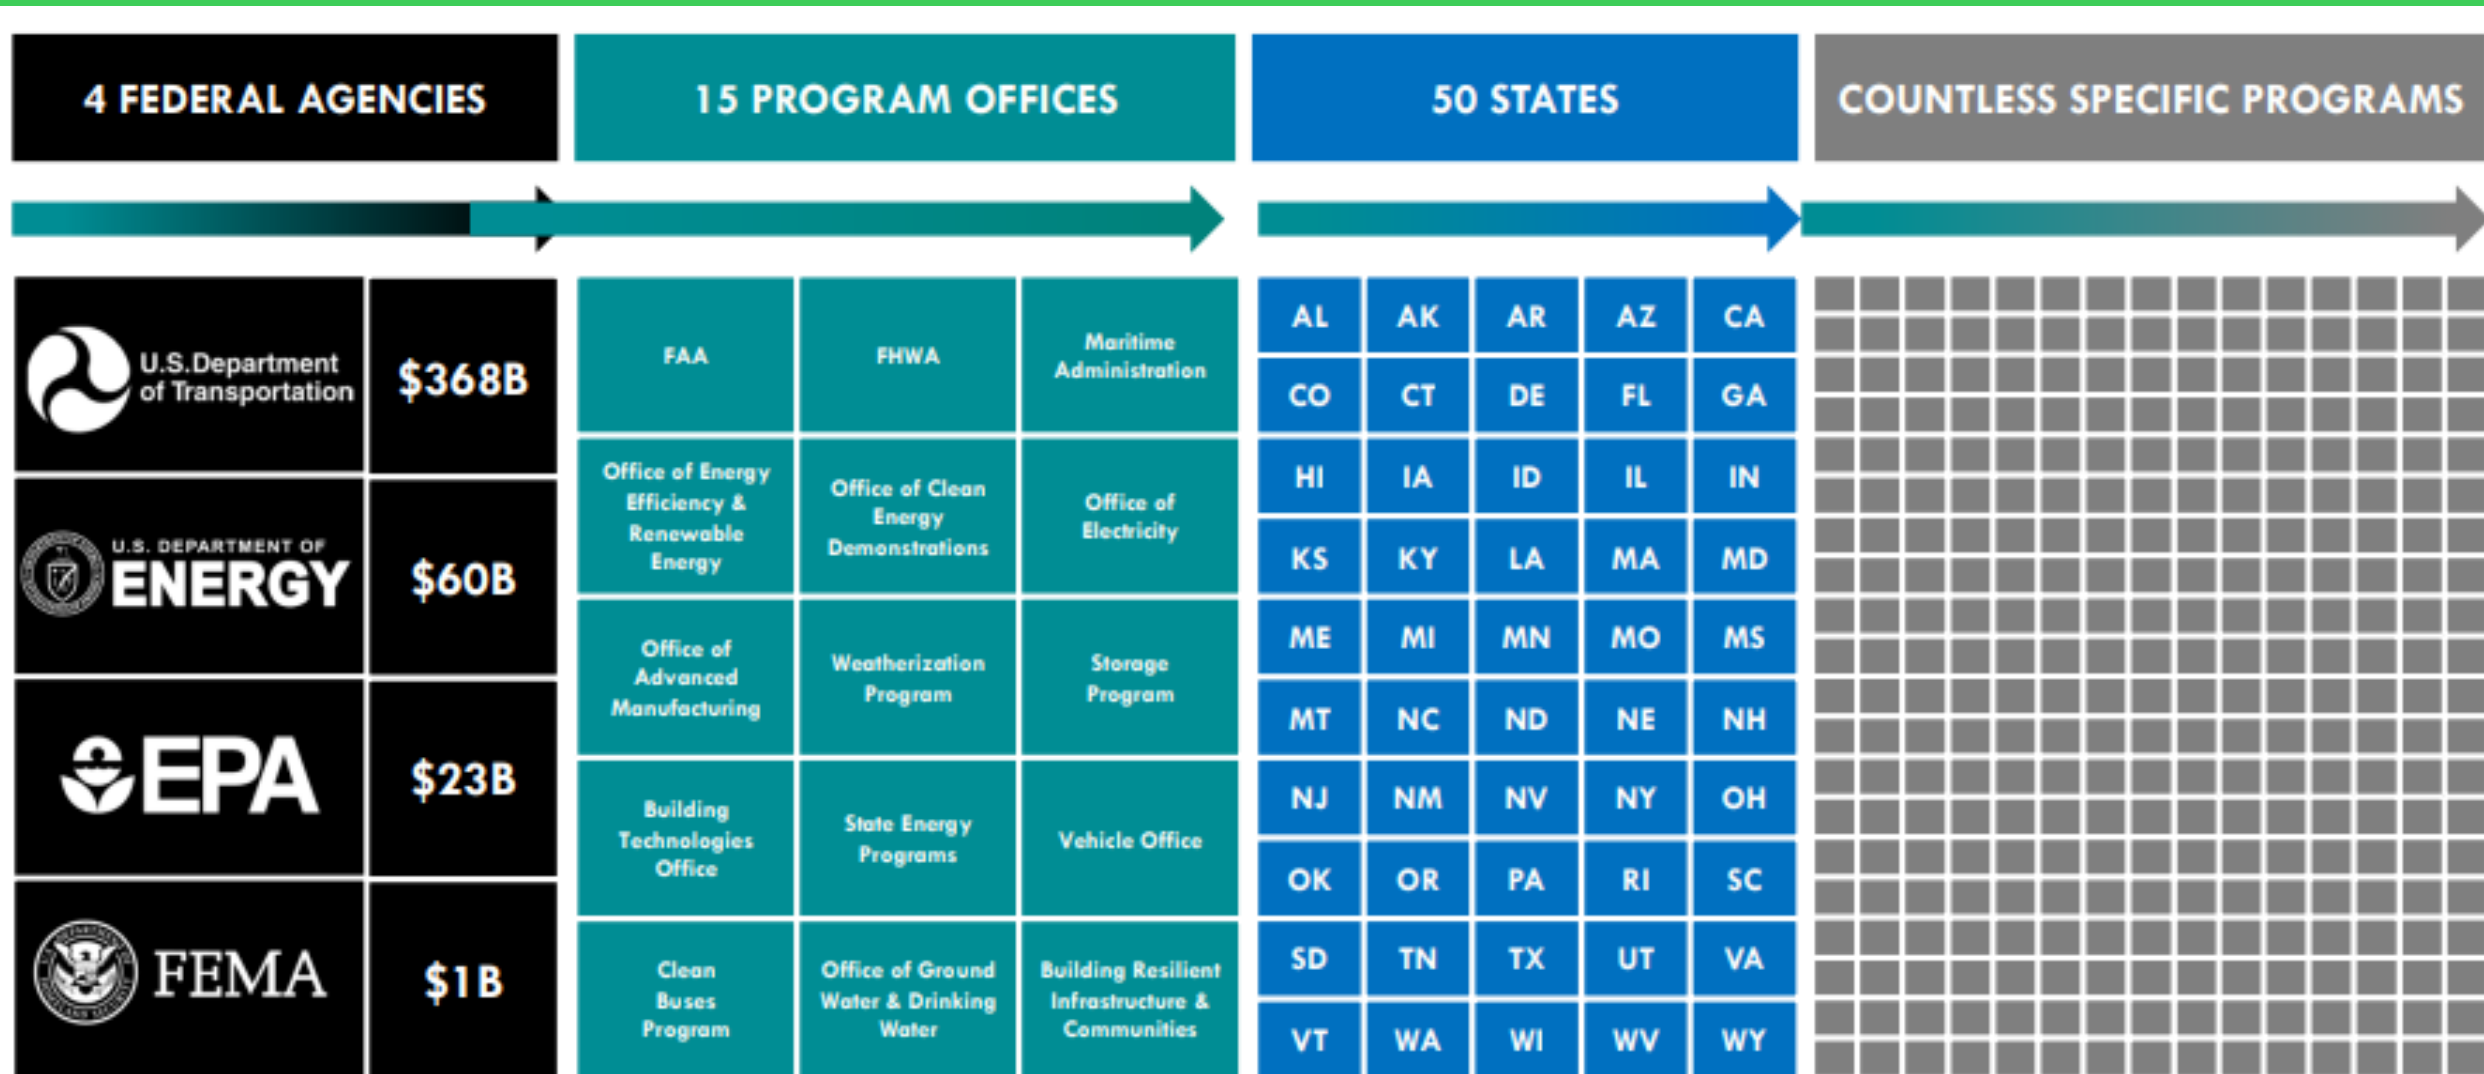 4 FEDERAL AGENCIES
15 PROGRAM OFFICES
50 STATES
COUNTLESS SPECIFIC PROGRAMS
U.S.Department
of Transportation
$368B
U.S. DEPARTMENT OF
ENERGY
$60B
EPA
$23B
FEMA
$1B
FAA
FHWA
Maritime
Administration
Office of Energy
Efficiency &
Renewable
Energy
Office of Clean
Energy
Demonstrations
Office of
Electricity
Office of
Advanced
Manufacturing
Weatherization
Program
Storage
Program
Building
Technologies
Office
State Energy
Programs
Vehicle Office
Clean
Buses
Program
Office of Ground
Water & Drinking
Water
Building Resilient
Infrastructure &
Communities
AL AK AR AZ CA
CO CT DE FL GA
HI IA ID IL IN
KS KY LA MA MD
ME MI MN MO MS
MT NC ND NE NH
NJ NM NV NY OH
OK OR PA RI SC
SD TN TX UT VA
VT WA WI WV WY